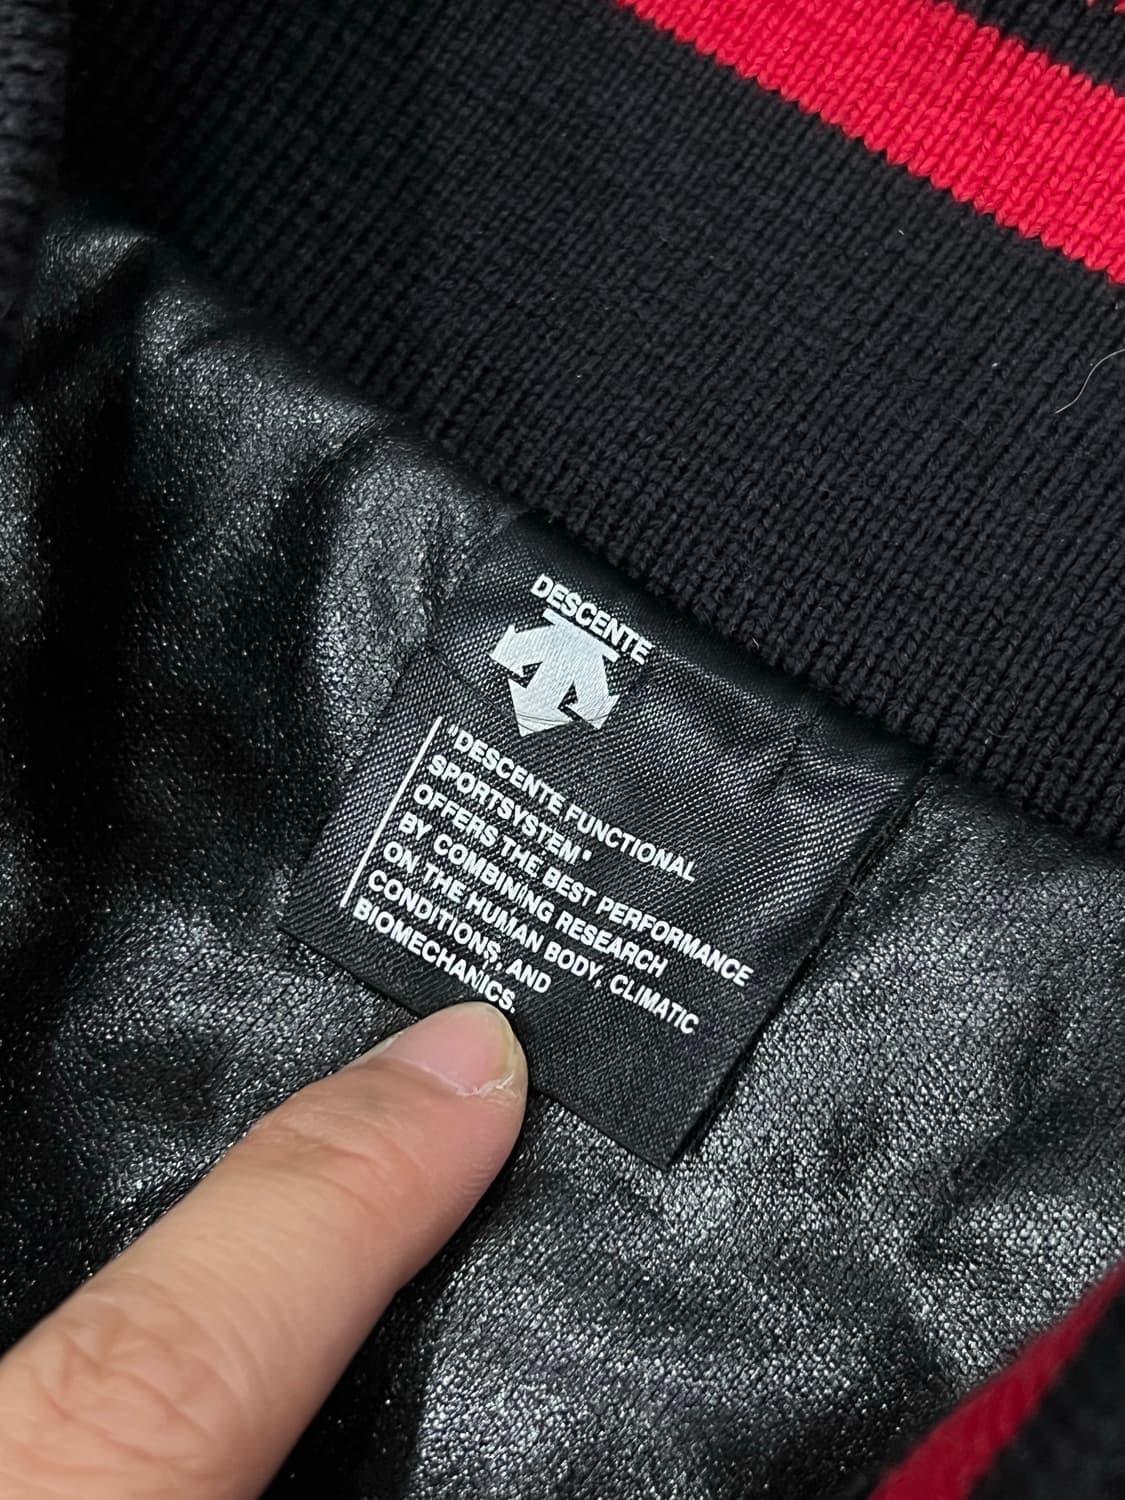 DESCENTE
"DESCENTE FUNCTIONAL
SPORTSYSTEM"
OFFERS THE BEST PERFORMANCE
BY COMBINING RESEARCH
ON THE HUMAN BODY, CLIMATIC
CONDITIONS, AND
BIOMECHANICS.